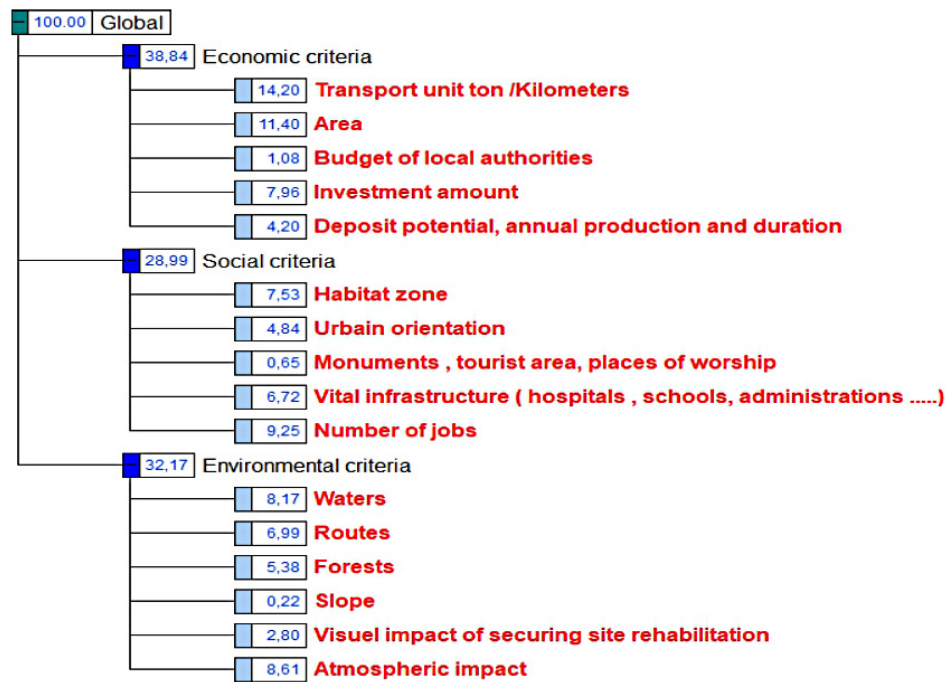 100.00 Global
38,84 Economic criteria
14,20 Transport unit ton /Kilometers
11,40 Area
1,08 Budget of local authorities
7,96 Investment amount
4,20 Deposit potential, annual production and duration
28,99 Social criteria
7,53 Habitat zone
4,84 Urbain orientation
0,65 Monuments , tourist area, places of worship
6,72 Vital infrastructure ( hospitals , schools, administrations .....)
9,25 Number of jobs
32,17 Environmental criteria
8,17 Waters
6,99 Routes
5,38 Forests
0,22 Slope
2,80 Visuel impact of securing site rehabilitation
8,61 Atmospheric impact